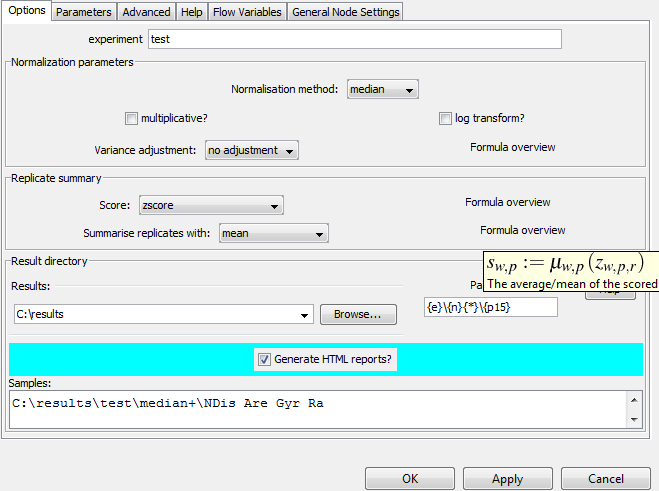 Options Parameters Advanced Help Flow Variables General Node Settings
experiment test
Normalization parameters
Normalisation method: median
multiplicative? log transform?
Variance adjustment: no adjustment Formula overview
Replicate summary
Score: zscore Formula overview
Summarise replicates with: mean Formula overview
s_{w,p} := μ_{w,p} (z_{w,p,r})
The average/mean of the scored
Result directory
Results: Pa
C:\results Browse... {e}\{n}{*}\{p15}
Generate HTML reports?
Samples:
C:\results\test\median+\NDis Are Gyr Ra
OK Apply Cancel